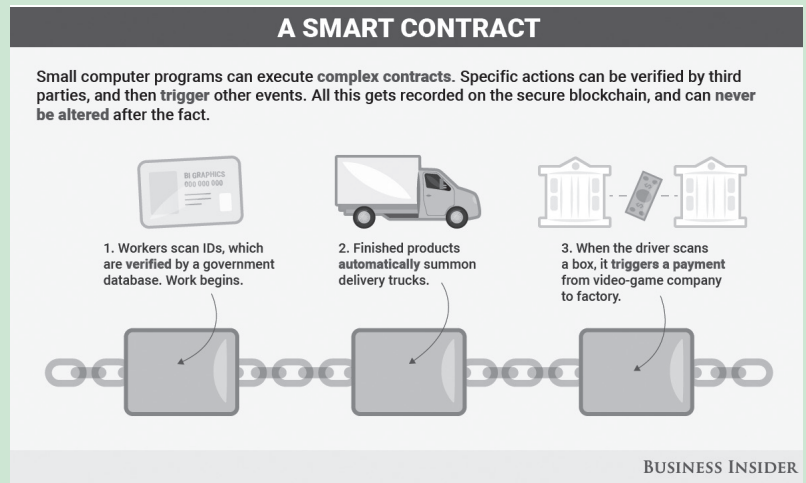 A SMART CONTRACT
Small computer programs can execute complex contracts. Specific actions can be verified by third
parties, and then trigger other events. All this gets recorded on the secure blockchain, and can never
be altered after the fact.
BI GRAPHICS
000 000 000
1. Workers scan IDs, which
are verified by a government
database. Work begins.
2. Finished products
automatically summon
delivery trucks.
3. When the driver scans
a box, it triggers a payment
from video-game company
to factory.
BUSINESS INSIDER